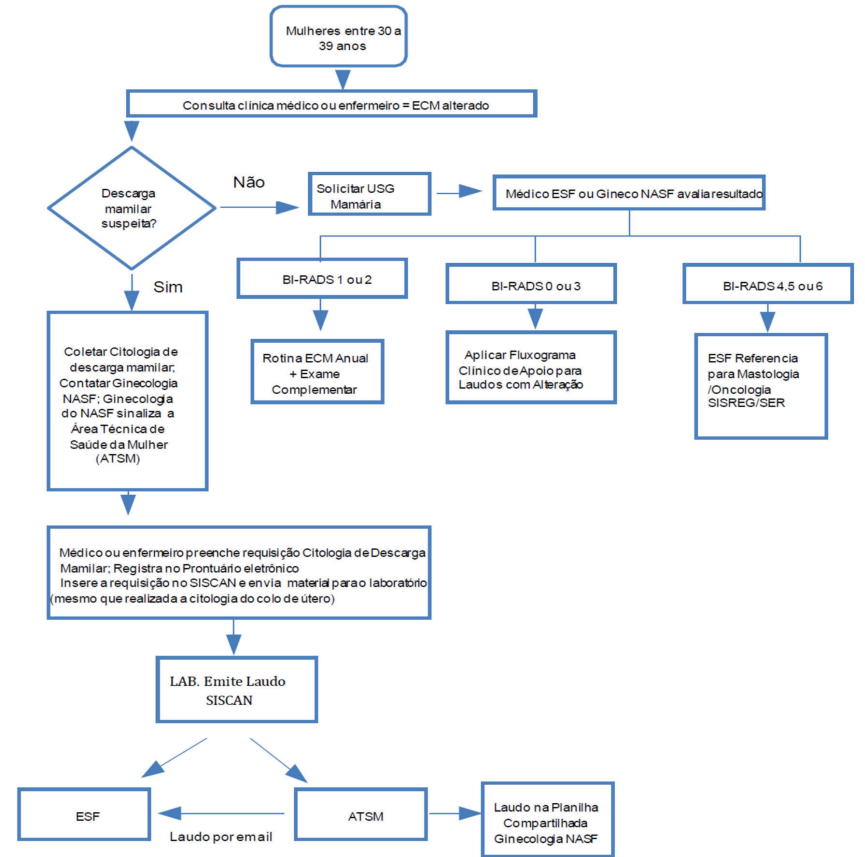 Mulheres entre 30 a
39 anos
Consulta clínica médico ou enfermeiro = ECM alterado
Descarga
mamilar
suspeita?
Não
Solicitar USG
Mamária
Médico ESF ou Gineco NASF avalia resultado
Sim
BI-RADS 1 ou 2
BI-RADS 0 ou 3
BI-RADS 4,5 ou 6
Rotina ECM Anual
+ Exame
Complementar
Aplicar Fluxograma
Clínico de Apoio para
Laudos com Alteração
ESF Referencia
para Mastologia
/Oncologia
SISREG/SER
Coletar Citologia de
descarga mamilar;
Contatar Ginecologia
NASF; Ginecologia
do NASF sinaliza a
Área Técnica de
Saúde da Mulher
(ATSM)
Médico ou enfermeiro preenche requisição Citologia de Descarga
Mamilar; Registra no Prontuário eletrônico
Insere a requisição no SISCAN e envia material para o laboratório
(mesmo que realizada a citologia do colo de útero)
LAB. Emite Laudo
SISCAN
ESF
Laudo por email
ATSM
Laudo na Planilha
Compartilhada
Ginecologia NASF